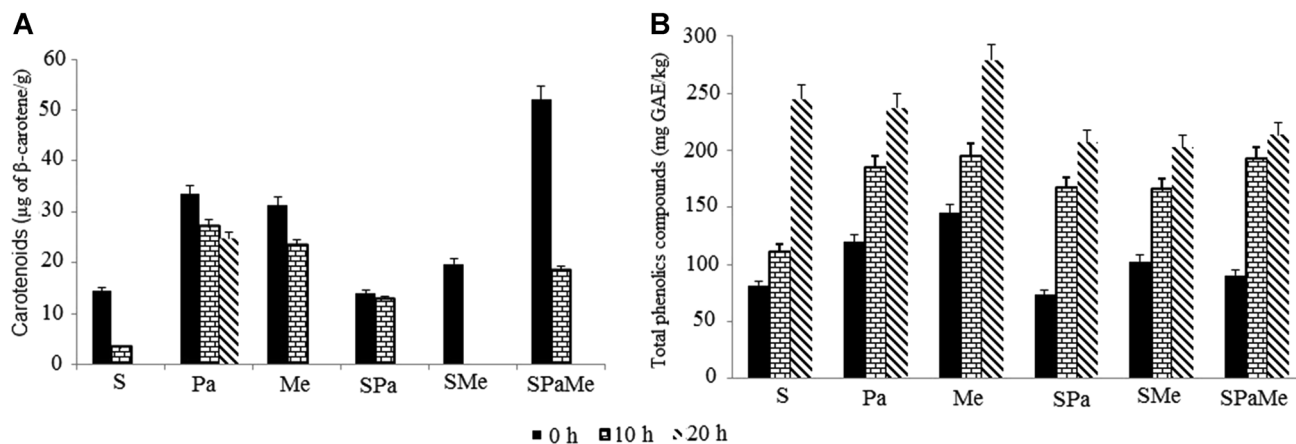 A
Carotenoids (µg of β-carotene/g)
60
50
40
30
20
10
0
S Pa Me SPa SMe SPaMe
B
Total phenolics compounds (mg GAE/kg)
300
250
200
150
100
50
0
S Pa Me SPa SMe SPaMe
0 h 10 h 20 h